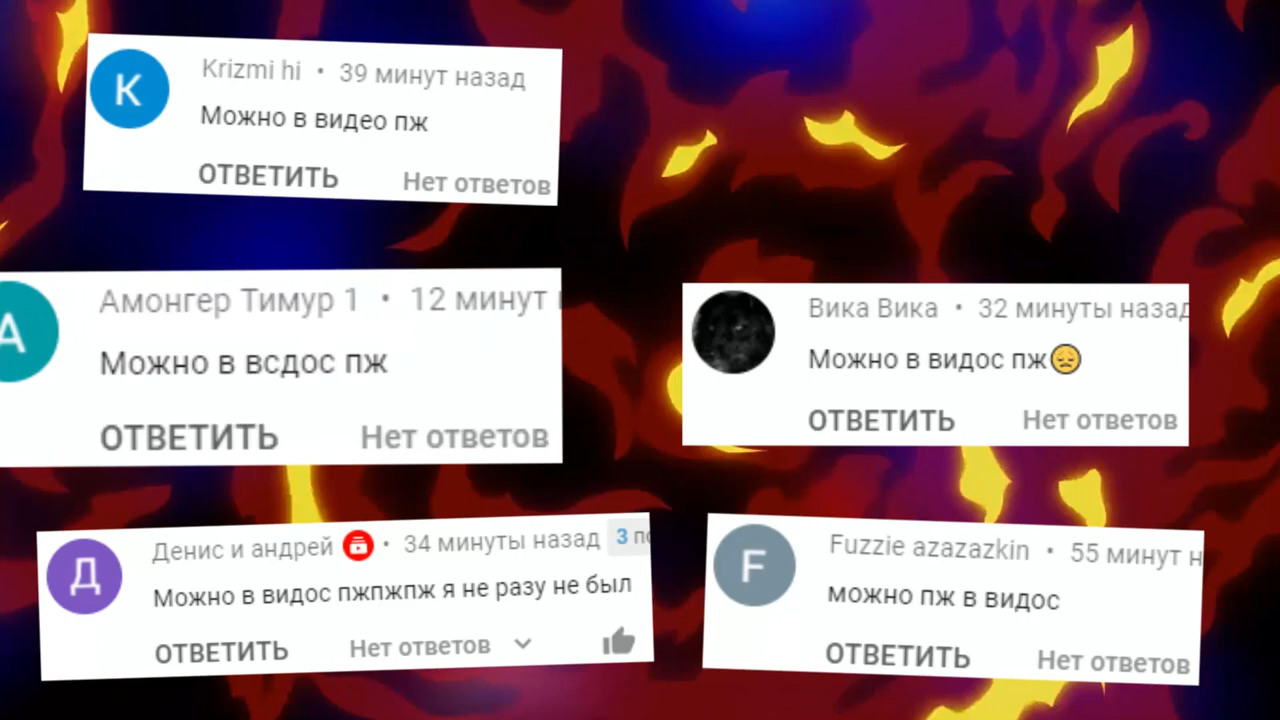 K
Krizmi hi • 39 минут назад
Можно в видео пж
ОТВЕТИТЬ Нет ответов
А
Амонгер Тимур 1 • 12 минут
Можно в всдос пж
ОТВЕТИТЬ Нет ответов
Вика Вика • 32 минуты назад
Можно в видос пж😞
ОТВЕТИТЬ Нет ответов
Д
Денис и андрей • 34 минуты назад 3
Можно в видос пжпжпж я не разу не был
ОТВЕТИТЬ Нет ответов
F
Fuzzie azazazkin • 55 минут
можно пж в видос
ОТВЕТИТЬ Нет ответов